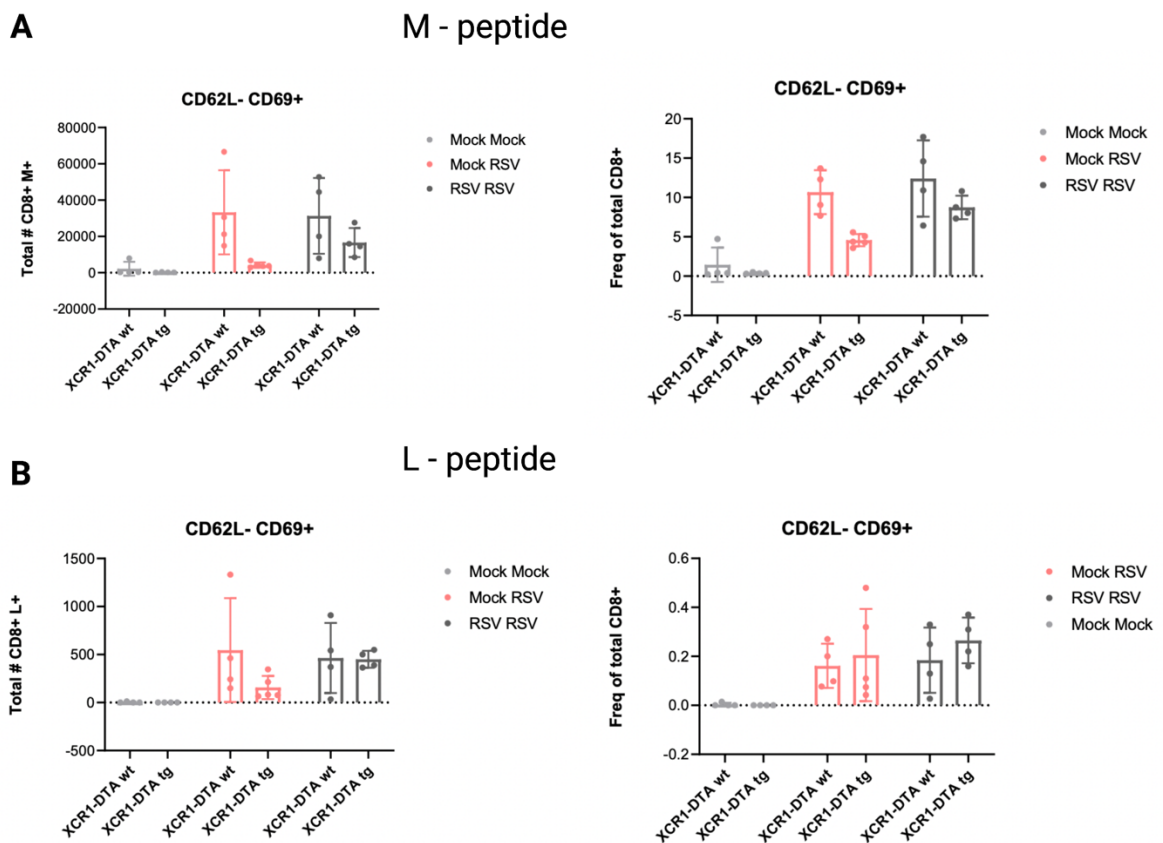 A
M - peptide
CD62L- CD69+
Total # CD8+ M+
80000
60000
40000
20000
0
-20000
XCR1-DTA wt
XCR1-DTA tg
XCR1-DTA wt
XCR1-DTA tg
XCR1-DTA wt
XCR1-DTA tg
Mock Mock
Mock RSV
RSV RSV
CD62L- CD69+
Freq of total CD8+
20
15
10
5
0
-5
XCR1-DTA wt
XCR1-DTA tg
XCR1-DTA wt
XCR1-DTA tg
XCR1-DTA wt
XCR1-DTA tg
Mock Mock
Mock RSV
RSV RSV
B
L - peptide
CD62L- CD69+
Total # CD8+ L+
1500
1000
500
0
-500
XCR1-DTA wt
XCR1-DTA tg
XCR1-DTA wt
XCR1-DTA tg
XCR1-DTA wt
XCR1-DTA tg
Mock Mock
Mock RSV
RSV RSV
CD62L- CD69+
Freq of total CD8+
0.6
0.4
0.2
0.0
-0.2
XCR1-DTA wt
XCR1-DTA tg
XCR1-DTA wt
XCR1-DTA tg
XCR1-DTA wt
XCR1-DTA tg
Mock RSV
RSV RSV
Mock Mock